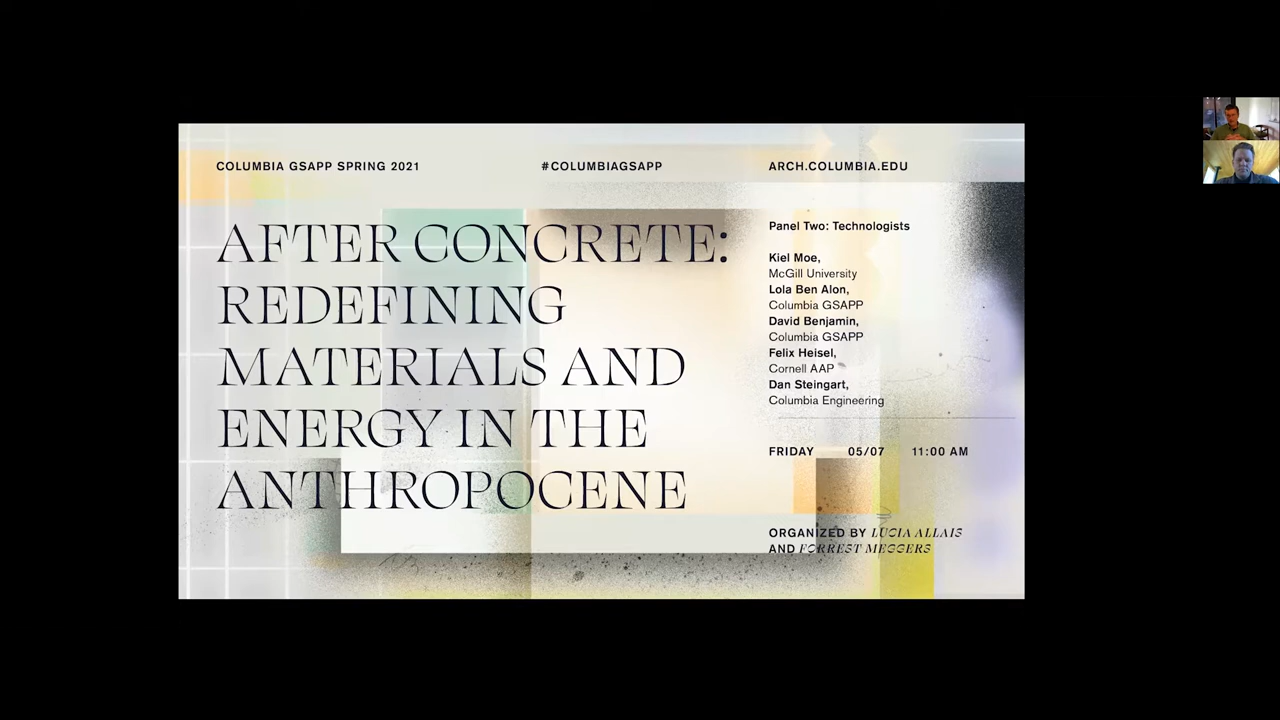 COLUMBIA GSAPP SPRING 2021
#COLUMBIAGSAPP
ARCH.COLUMBIA.EDU
AFTER CONCRETE:
REDEFINING
MATERIALS AND
ENERGY IN THE
ANTHROPOCENE
Panel Two: Technologists
Kiel Moe,
McGill University
Lola Ben Alon,
Columbia GSAPP
David Benjamin,
Columbia GSAPP
Felix Heisel,
Cornell AAP
Dan Steingart,
Columbia Engineering
FRIDAY 05/07 11:00 AM
ORGANIZED BY LUCIA ALLAIS
AND FORREST MEGGERS